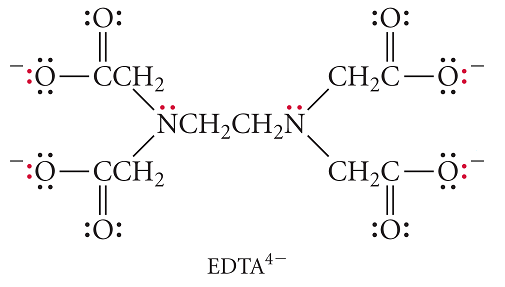 O O
⁻O CCH₂ CH₂C O⁻
NCH₂CH₂N
⁻O CCH₂ CH₂C O⁻
O O
EDTA⁴⁻